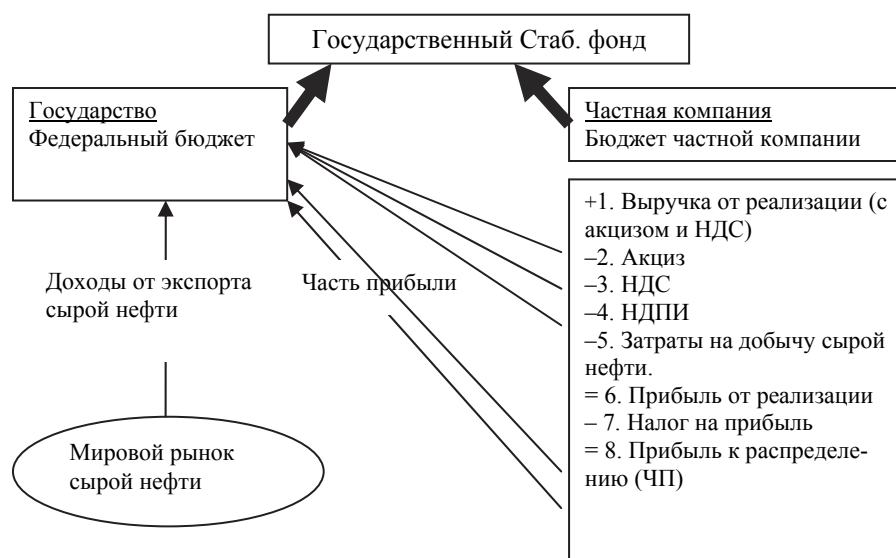 Государственный Стаб. фонд
Государство
Федеральный бюджет
Частная компания
Бюджет частной компании
Доходы от экспорта
сырой нефти
Часть прибыли
+1. Выручка от реализации (с
акцизом и НДС)
–2. Акциз
–3. НДС
–4. НДПИ
–5. Затраты на добычу сырой
нефти.
= 6. Прибыль от реализации
– 7. Налог на прибыль
= 8. Прибыль к распределе-
нию (ЧП)
Мировой рынок
сырой нефти